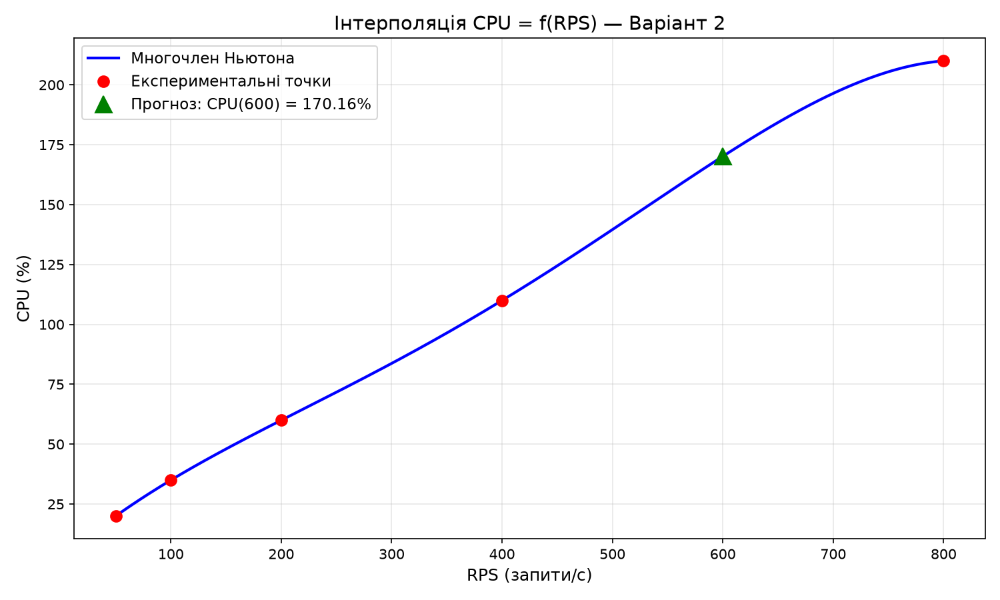 Інтерполяція CPU = f(RPS) — Варіант 2
Многочлен Ньютона
Експериментальні точки
Прогноз: CPU(600) = 170.16%
200
175
150
125
100
75
50
25
CPU (%)
100 200 300 400 500 600 700 800
RPS (запити/с)